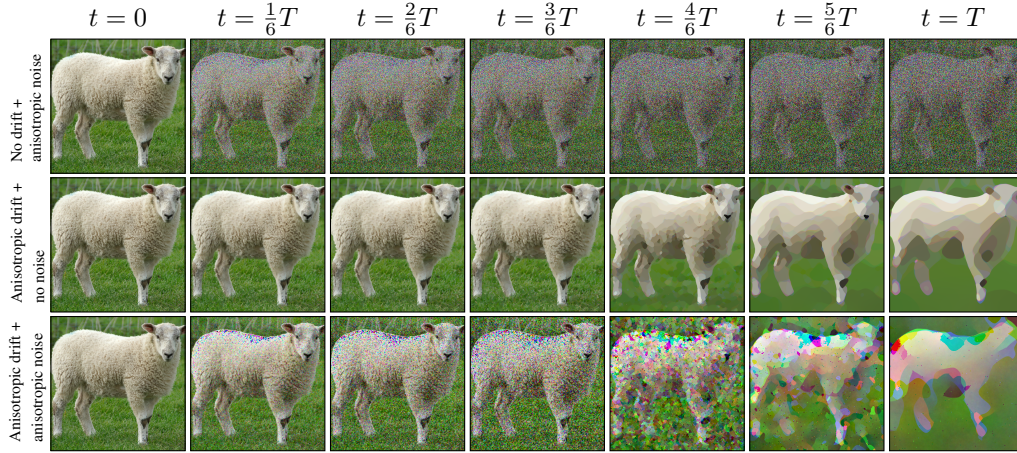 t = 0 t = 1/6 T t = 2/6 T t = 3/6 T t = 4/6 T t = 5/6 T t = T
No drift +
anisotropic noise
Anisotropic drift +
no noise
Anisotropic drift +
anisotropic noise